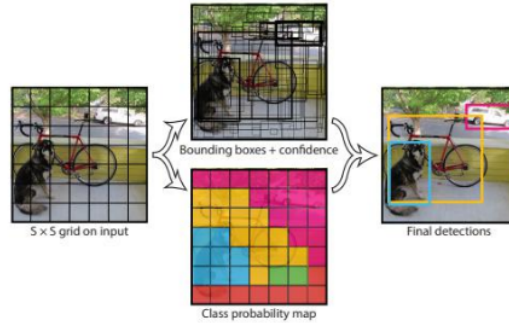 Bounding boxes + confidence
S × S grid on input
Final detections
Class probability map